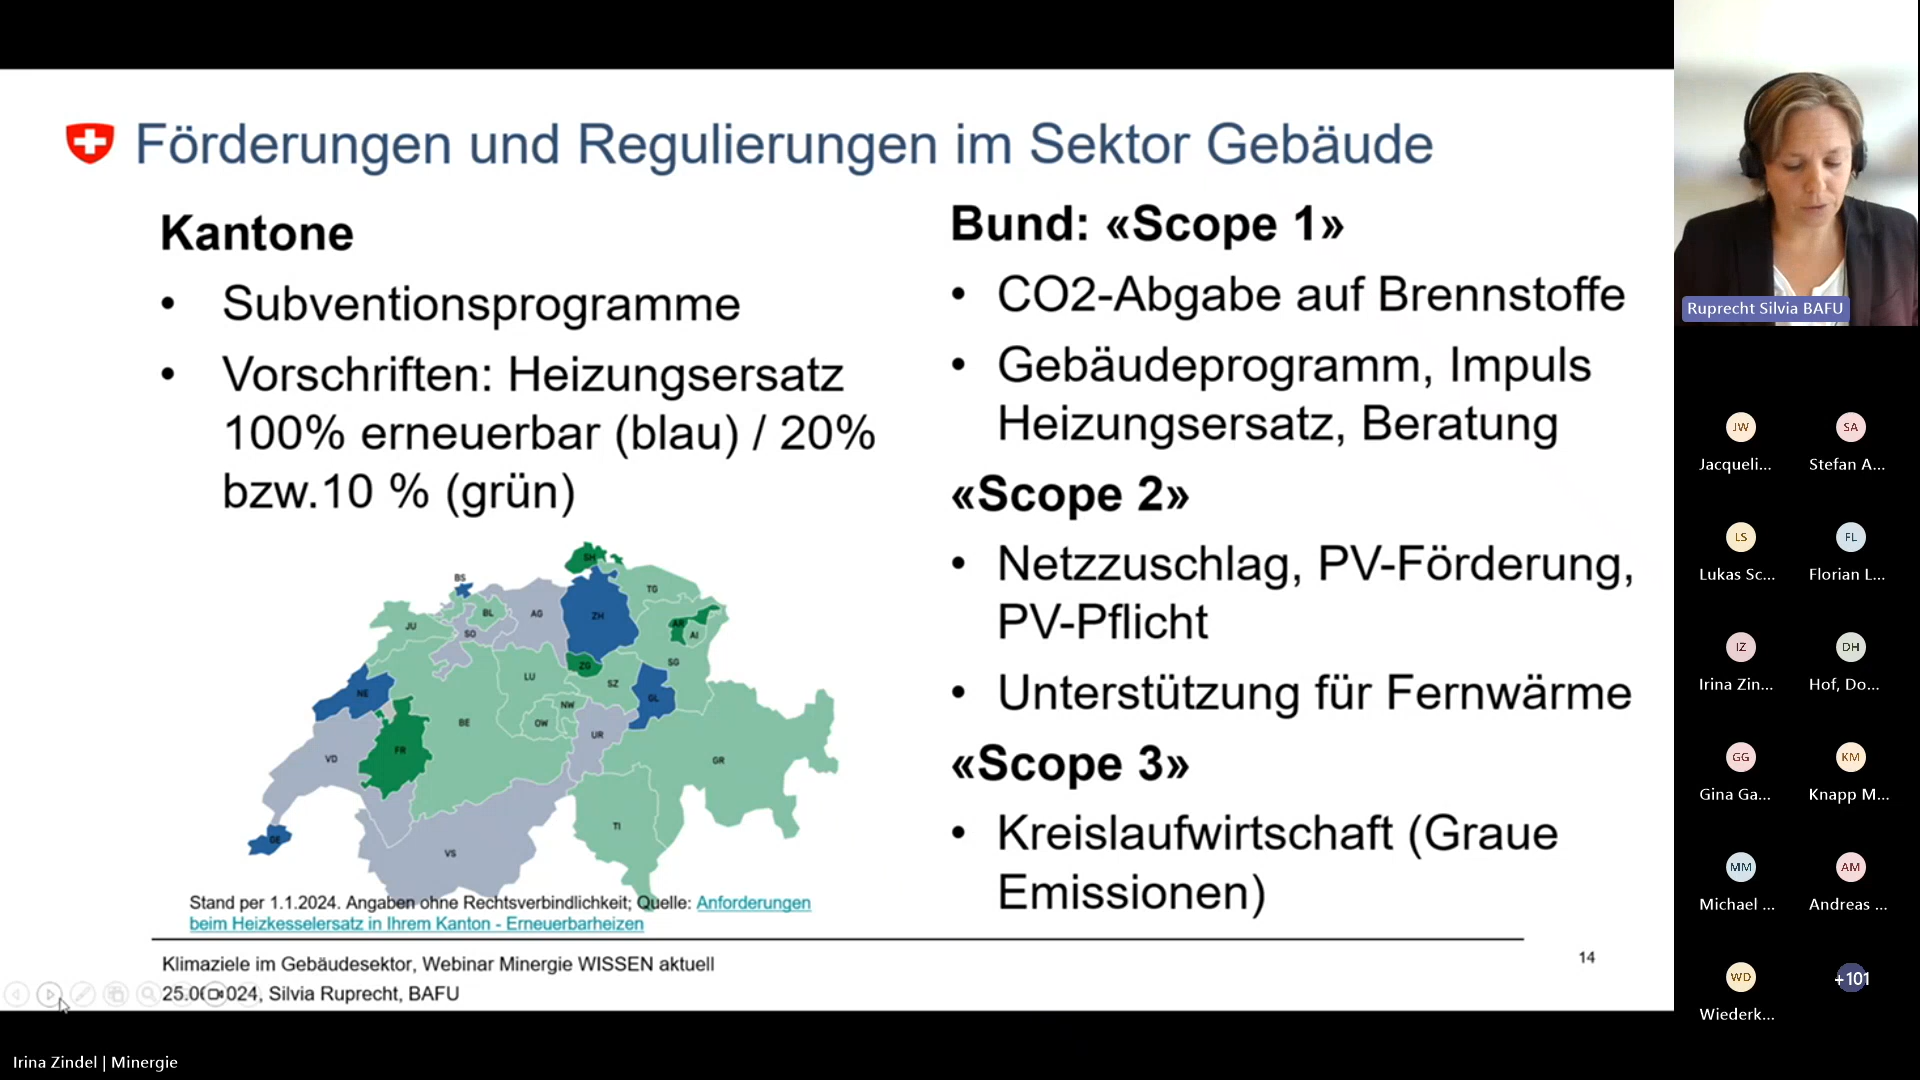 Förderungen und Regulierungen im Sektor Gebäude
Kantone
• Subventionsprogramme
• Vorschriften: Heizungsersatz
100% erneuerbar (blau) / 20%
bzw.10 % (grün)
SH
BS
TG
BL
AG
ZH
JU
SO
AR
AI
ZG
SG
LU
SZ
NE
GL
NW
BE
OW
UR
FR
VD
GR
TI
GE
VS
Stand per 1.1.2024. Angaben ohne Rechtsverbindlichkeit; Quelle: Anforderungen
beim Heizkesselersatz in Ihrem Kanton - Erneuerbarheizen
Bund: «Scope 1»
• CO2-Abgabe auf Brennstoffe
• Gebäudeprogramm, Impuls
Heizungsersatz, Beratung
«Scope 2»
• Netzzuschlag, PV-Förderung,
PV-Pflicht
• Unterstützung für Fernwärme
«Scope 3»
• Kreislaufwirtschaft (Graue
Emissionen)
Klimaziele im Gebäudesektor, Webinar Minergie WISSEN aktuell
14
Silvia Ruprecht, BAFU
Ruprecht Silvia BAFU
JW
SA
Jacqueli...
Stefan A...
LS
FL
Lukas Sc...
Florian L...
IZ
DH
Irina Zin...
Hof, Do...
GG
KM
Gina Ga...
Knapp M...
MM
AM
Michael ...
Andreas ...
WD
+101
Wiederk...
Irina Zindel | Minergie